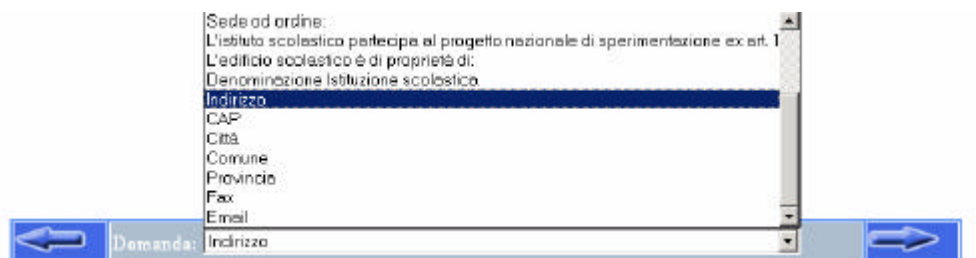 Sede od ordine:
L'istituto scolastico partecipa al progetto nazionale di sperimentazione ex art. 1
L'edificio scolastico è di proprietà di:
Denominazione Istituzione scolastica
Indirizzo
CAP
Città
Comune
Provincia
Fax
Email
Domanda: Indirizzo